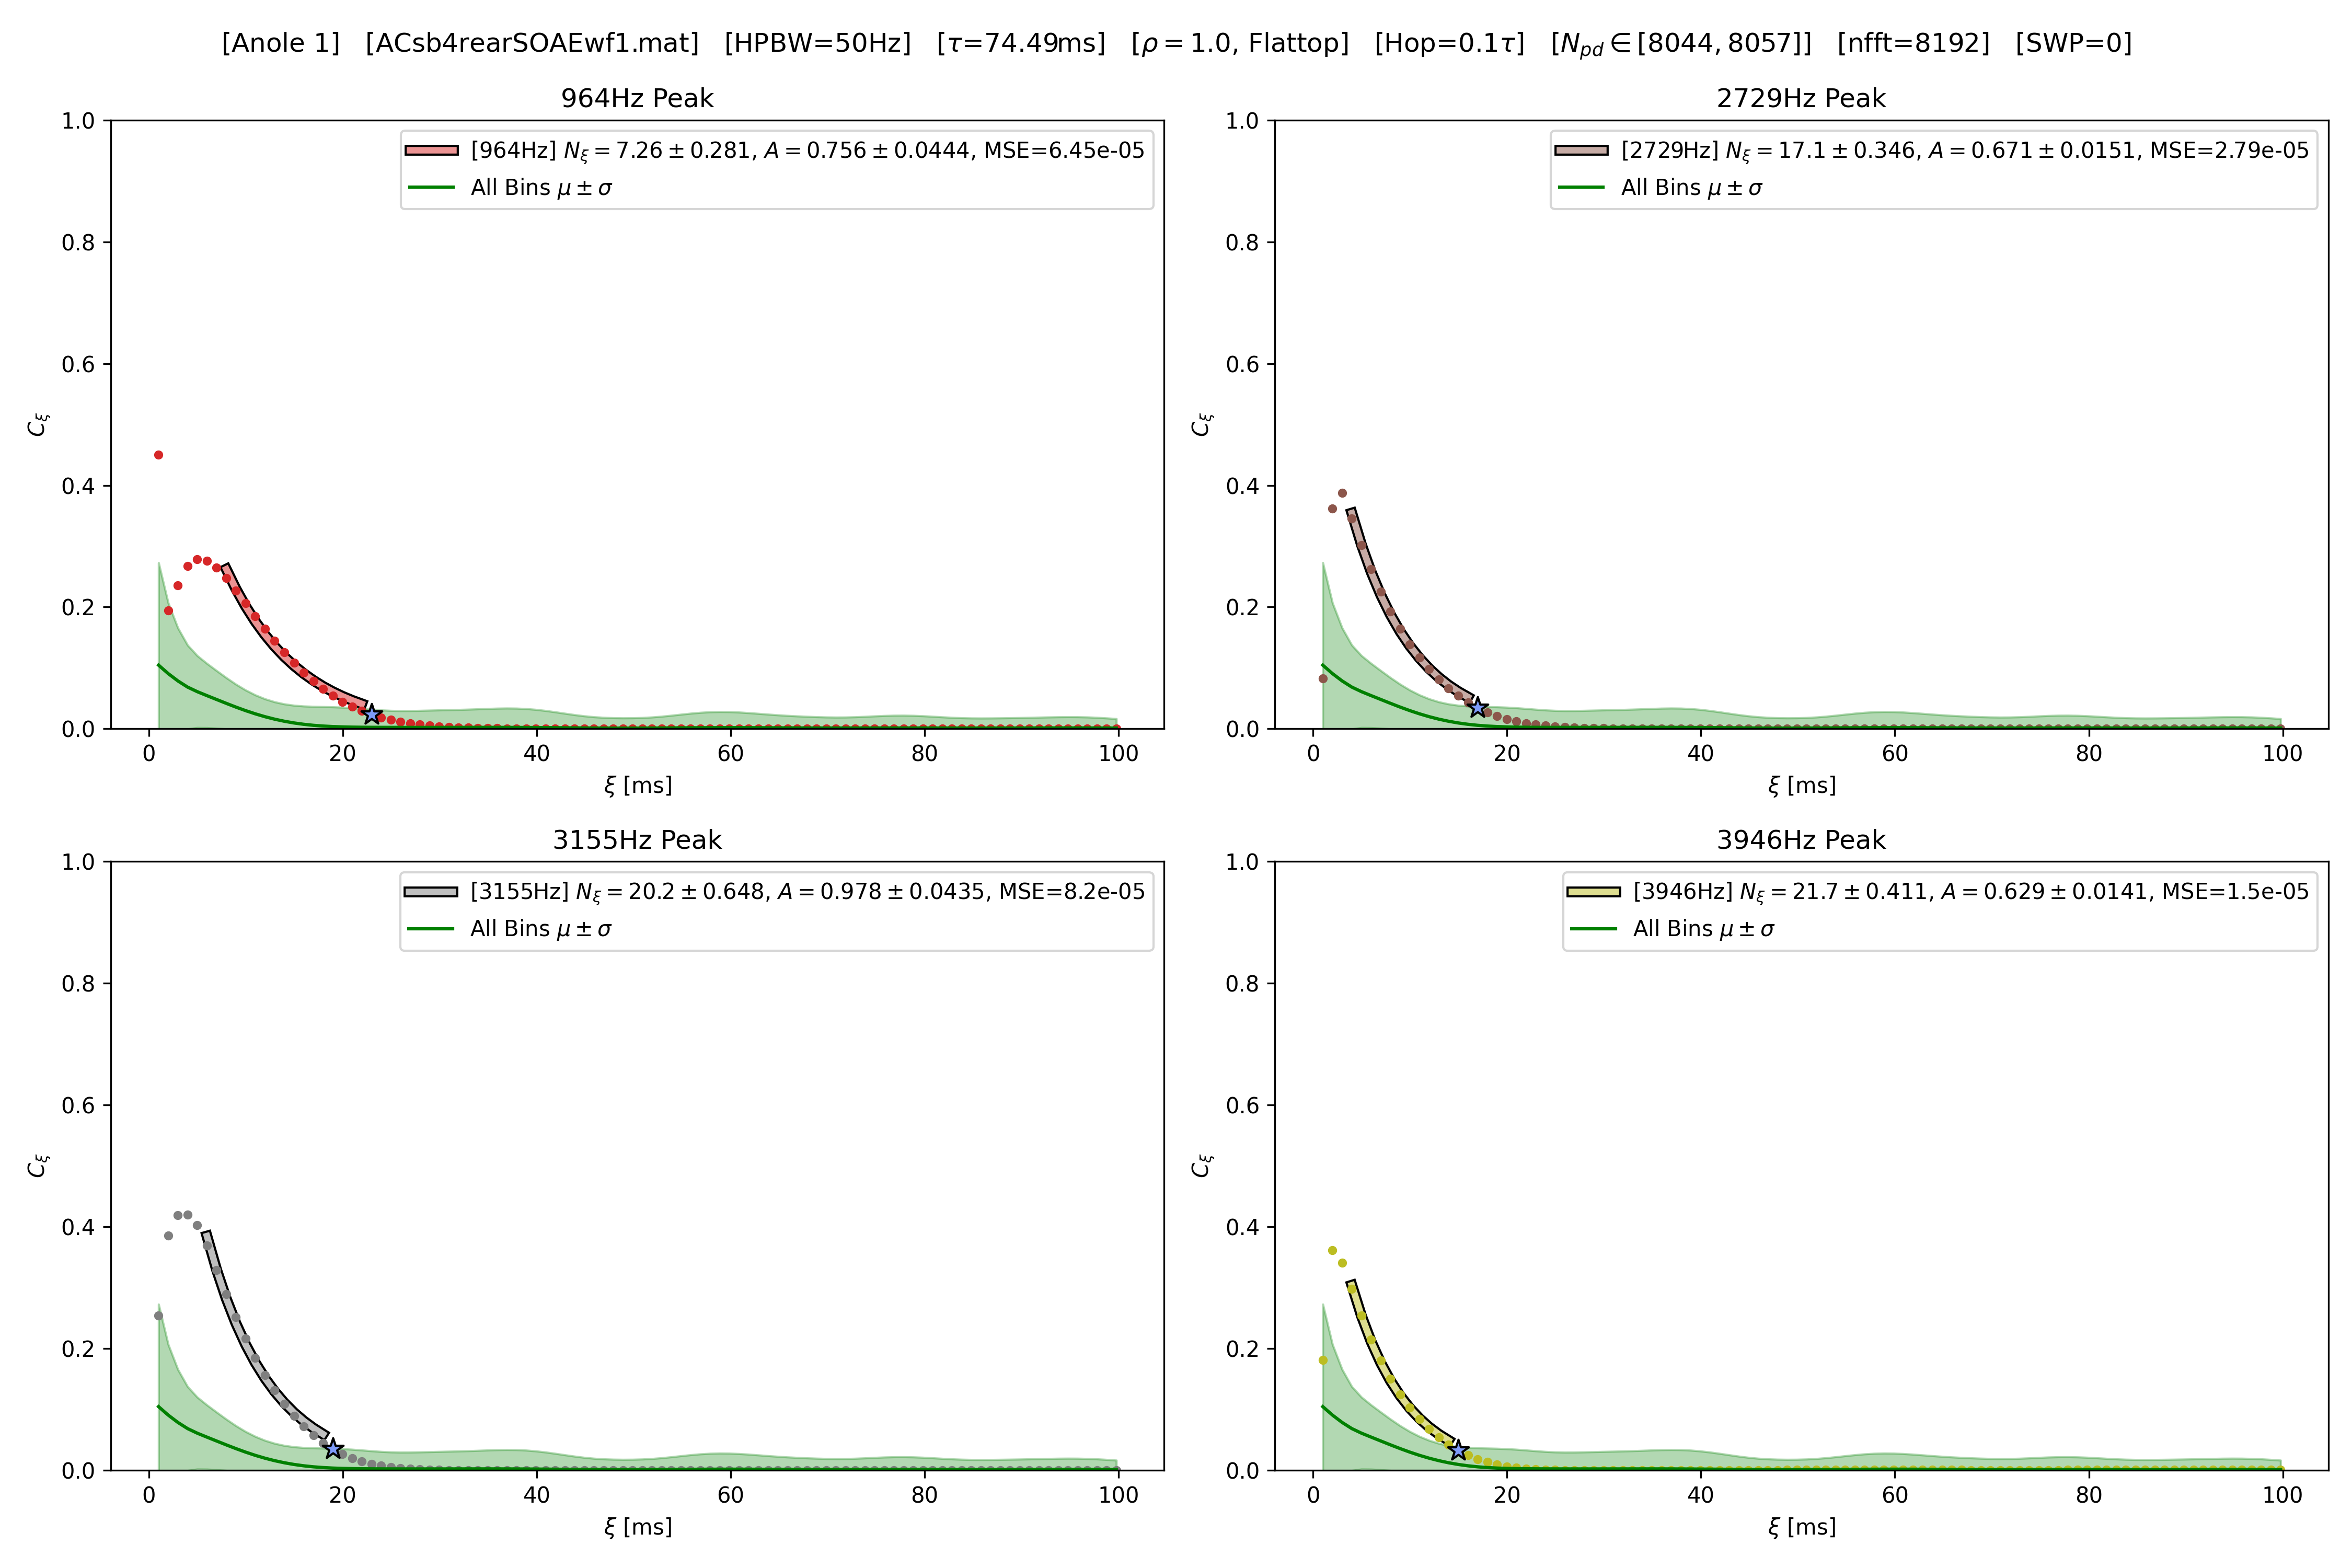 [Anole 1]   [ACsb4rearSOAEwf1.mat]   [HPBW=50Hz]   [τ=74.49ms]   [ρ = 1.0, Flattop]   [Hop=0.1τ]   [N_pd ∈ [8044, 8057]]   [nfft=8192]   [SWP=0]
964Hz Peak
[964Hz] N_ξ = 7.26 ± 0.281, A = 0.756 ± 0.0444, MSE=6.45e-05
All Bins μ ± σ
1.0
0.8
0.6
0.4
0.2
0.0
C_ξ
0 20 40 60 80 100
ξ [ms]
2729Hz Peak
[2729Hz] N_ξ = 17.1 ± 0.346, A = 0.671 ± 0.0151, MSE=2.79e-05
All Bins μ ± σ
1.0
0.8
0.6
0.4
0.2
0.0
C_ξ
0 20 40 60 80 100
ξ [ms]
3155Hz Peak
[3155Hz] N_ξ = 20.2 ± 0.648, A = 0.978 ± 0.0435, MSE=8.2e-05
All Bins μ ± σ
1.0
0.8
0.6
0.4
0.2
0.0
C_ξ
0 20 40 60 80 100
ξ [ms]
3946Hz Peak
[3946Hz] N_ξ = 21.7 ± 0.411, A = 0.629 ± 0.0141, MSE=1.5e-05
All Bins μ ± σ
1.0
0.8
0.6
0.4
0.2
0.0
C_ξ
0 20 40 60 80 100
ξ [ms]